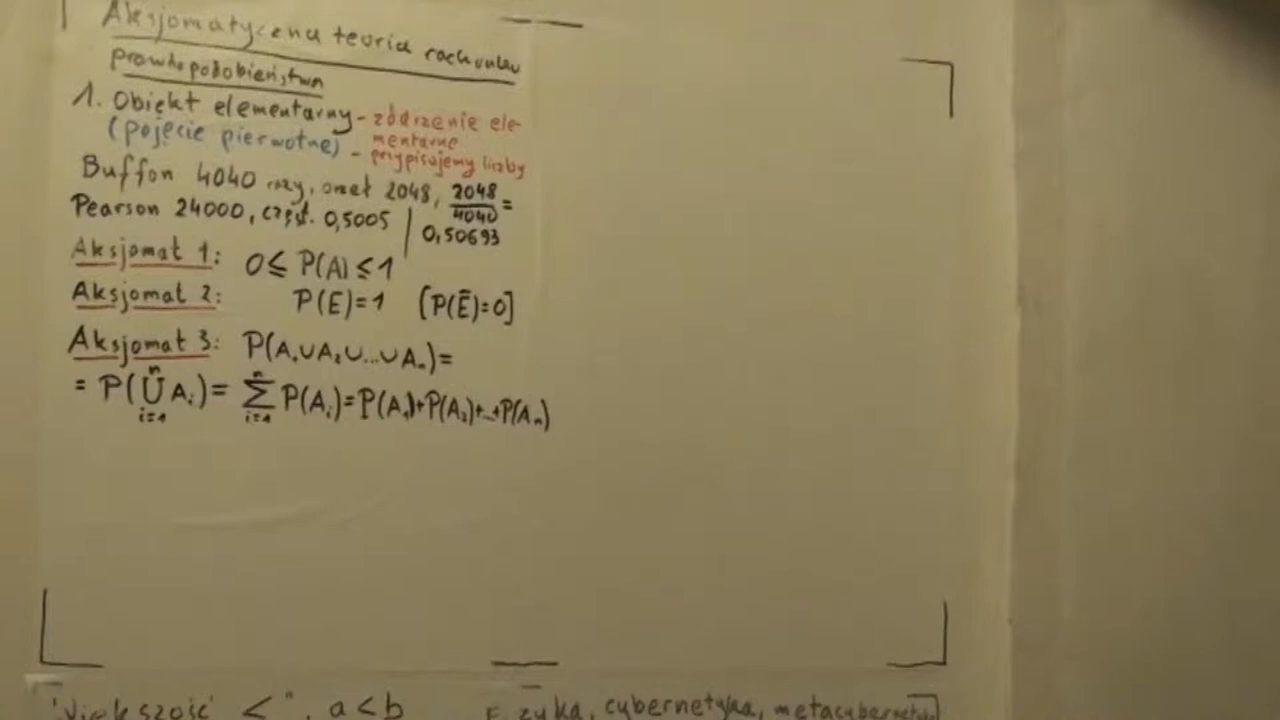 Aksjomatyczna teoria rachunku
prawdopodobieństwa
1. Obiekt elementarny - zdarzenie ele-
(pojęcie pierwotne) mentarne
- przypisujemy liczby
Buffon 4040 razy, orzeł 2048, 2048/4040 =
Pearson 24000, częst. 0,5005 | 0,50693
Aksjomat 1: 0 ≤ P(A) ≤ 1
Aksjomat 2: P(E)=1 [P(Ē)=0]
Aksjomat 3: P(A₁∪A₂∪...∪Aₙ)=
= P(⋃ᵢ₌₁ⁿ Aᵢ) = ∑ᵢ₌₁ⁿ P(Aᵢ)=P(A₁)+P(A₂)+...+P(Aₙ)
"Większość <", a<b
Fizyka, cybernetyka, metacybernetyka